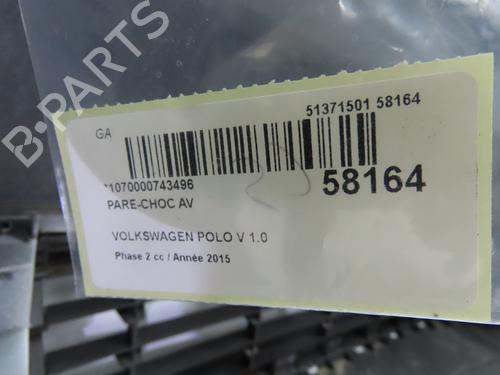 B-PARTS
GA
51371501 58164
1070000743496
58164
PARE-CHOC AV
VOLKSWAGEN POLO V 1.0
Phase 2 cc / Année 2015